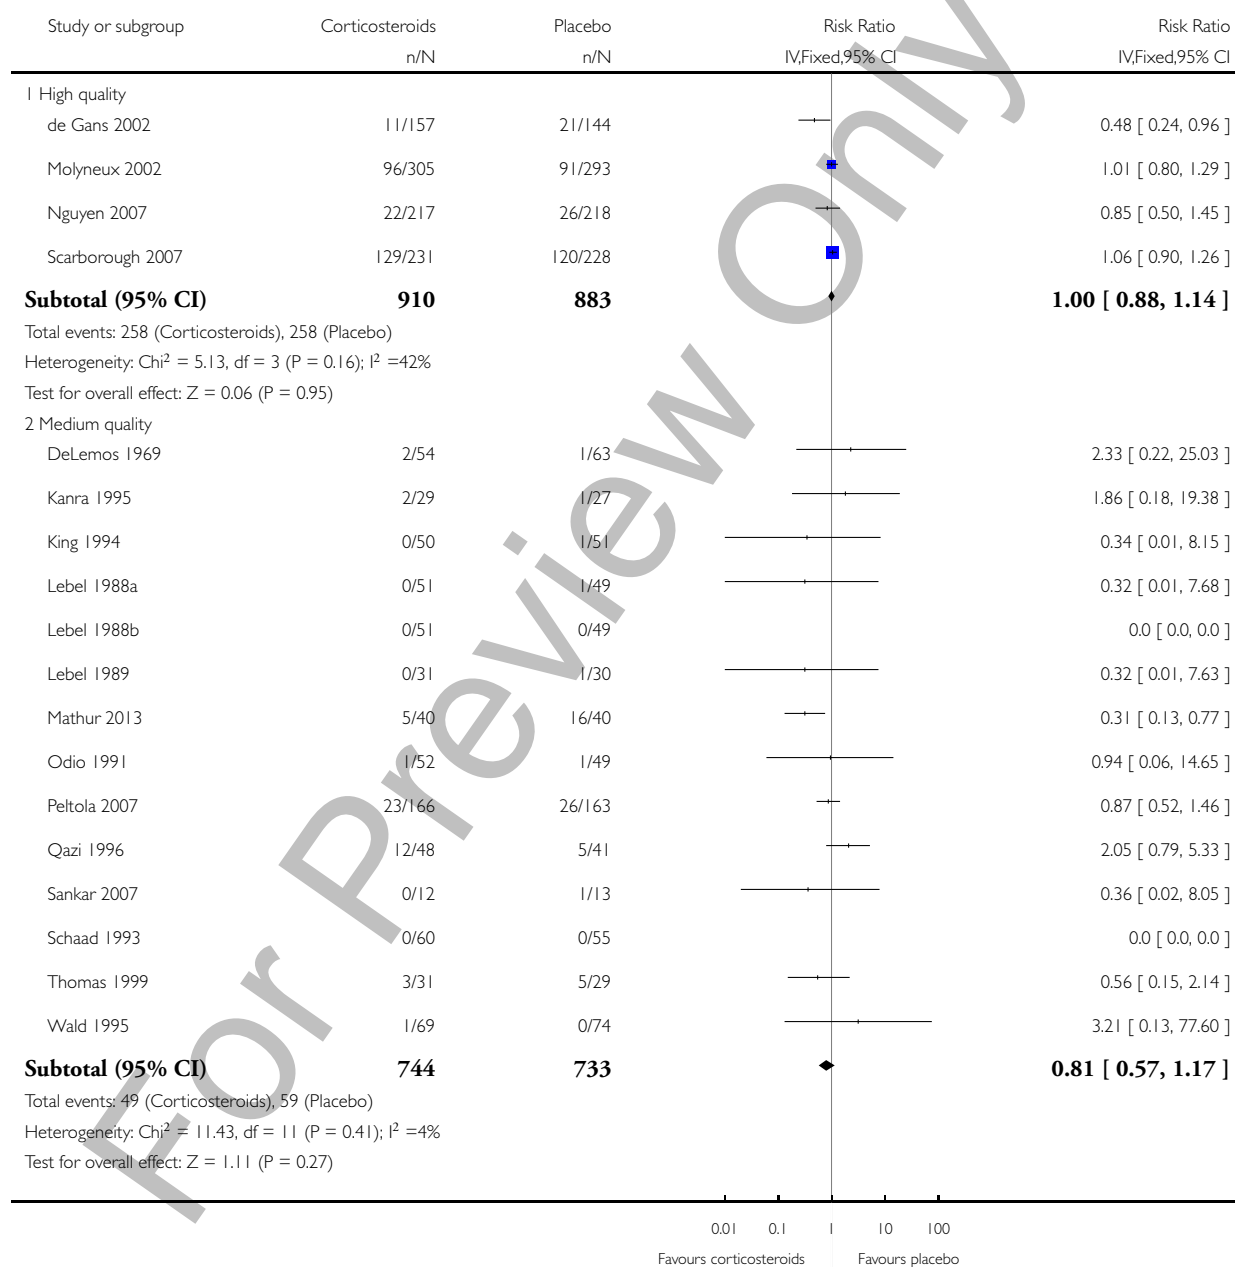 Study or subgroup Corticosteroids Placebo Risk Ratio Risk Ratio
n/N n/N IV,Fixed,95% CI IV,Fixed,95% CI
1 High quality
de Gans 2002 11/157 21/144 0.48 [ 0.24, 0.96 ]
Molyneux 2002 96/305 91/293 1.01 [ 0.80, 1.29 ]
Nguyen 2007 22/217 26/218 0.85 [ 0.50, 1.45 ]
Scarborough 2007 129/231 120/228 1.06 [ 0.90, 1.26 ]
Subtotal (95% CI) 910 883 1.00 [ 0.88, 1.14 ]
Total events: 258 (Corticosteroids), 258 (Placebo)
Heterogeneity: Chi² = 5.13, df = 3 (P = 0.16); I² =42%
Test for overall effect: Z = 0.06 (P = 0.95)
2 Medium quality
DeLemos 1969 2/54 1/63 2.33 [ 0.22, 25.03 ]
Kanra 1995 2/29 1/27 1.86 [ 0.18, 19.38 ]
King 1994 0/50 1/51 0.34 [ 0.01, 8.15 ]
Lebel 1988a 0/51 1/49 0.32 [ 0.01, 7.68 ]
Lebel 1988b 0/51 0/49 0.0 [ 0.0, 0.0 ]
Lebel 1989 0/31 1/30 0.32 [ 0.01, 7.63 ]
Mathur 2013 5/40 16/40 0.31 [ 0.13, 0.77 ]
Odio 1991 1/52 1/49 0.94 [ 0.06, 14.65 ]
Peltola 2007 23/166 26/163 0.87 [ 0.52, 1.46 ]
Qazi 1996 12/48 5/41 2.05 [ 0.79, 5.33 ]
Sankar 2007 0/12 1/13 0.36 [ 0.02, 8.05 ]
Schaad 1993 0/60 0/55 0.0 [ 0.0, 0.0 ]
Thomas 1999 3/31 5/29 0.56 [ 0.15, 2.14 ]
Wald 1995 1/69 0/74 3.21 [ 0.13, 77.60 ]
Subtotal (95% CI) 744 733 0.81 [ 0.57, 1.17 ]
Total events: 49 (Corticosteroids), 59 (Placebo)
Heterogeneity: Chi² = 11.43, df = 11 (P = 0.41); I² =4%
Test for overall effect: Z = 1.11 (P = 0.27)
0.01 0.1 1 10 100
Favours corticosteroids Favours placebo
For Preview Only